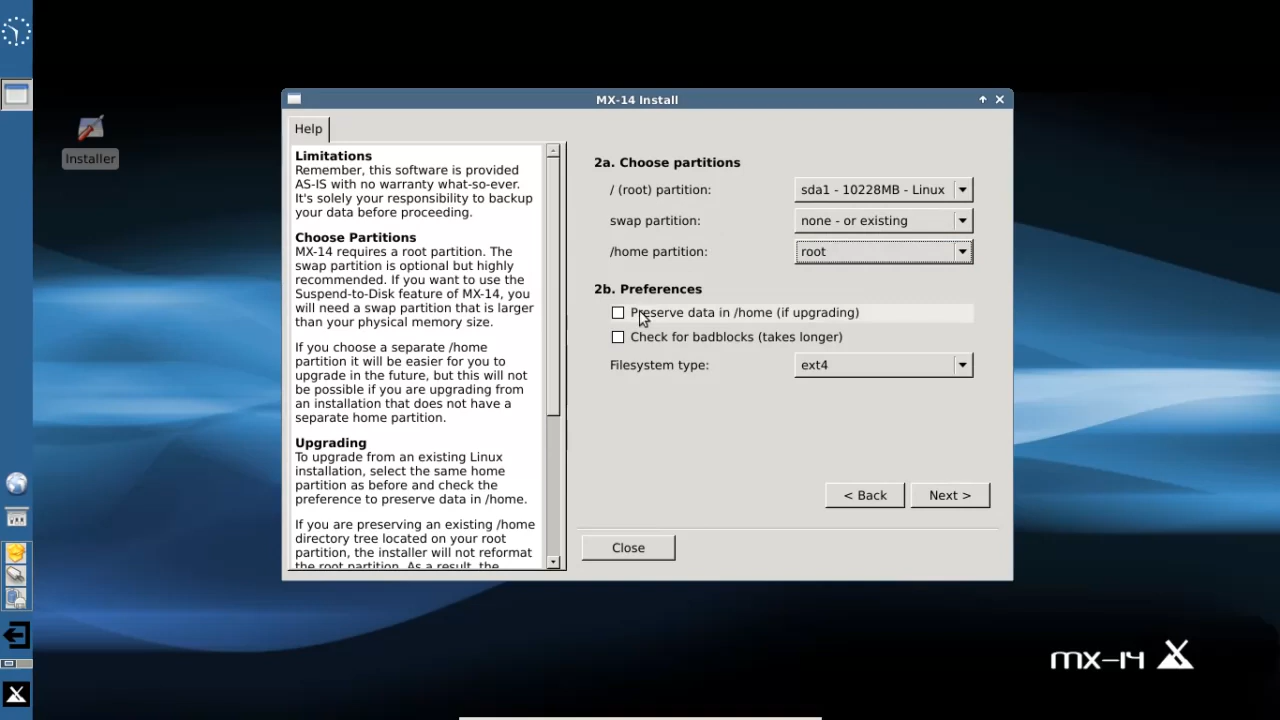 MX-14 Install
Installer
Help
Limitations
Remember, this software is provided
AS-IS with no warranty what-so-ever.
It's solely your responsibility to backup
your data before proceeding.
Choose Partitions
MX-14 requires a root partition. The
swap partition is optional but highly
recommended. If you want to use the
Suspend-to-Disk feature of MX-14, you
will need a swap partition that is larger
than your physical memory size.
If you choose a separate /home
partition it will be easier for you to
upgrade in the future, but this will not
be possible if you are upgrading from
an installation that does not have a
separate home partition.
Upgrading
To upgrade from an existing Linux
installation, select the same home
partition as before and check the
preference to preserve data in /home.
If you are preserving an existing /home
directory tree located on your root
partition, the installer will not reformat
the root partition. As a result, the
2a. Choose partitions
/ (root) partition: sda1 - 10228MB - Linux
swap partition: none - or existing
/home partition: root
2b. Preferences
Preserve data in /home (if upgrading)
Check for badblocks (takes longer)
Filesystem type: ext4
< Back Next >
Close
mx-14